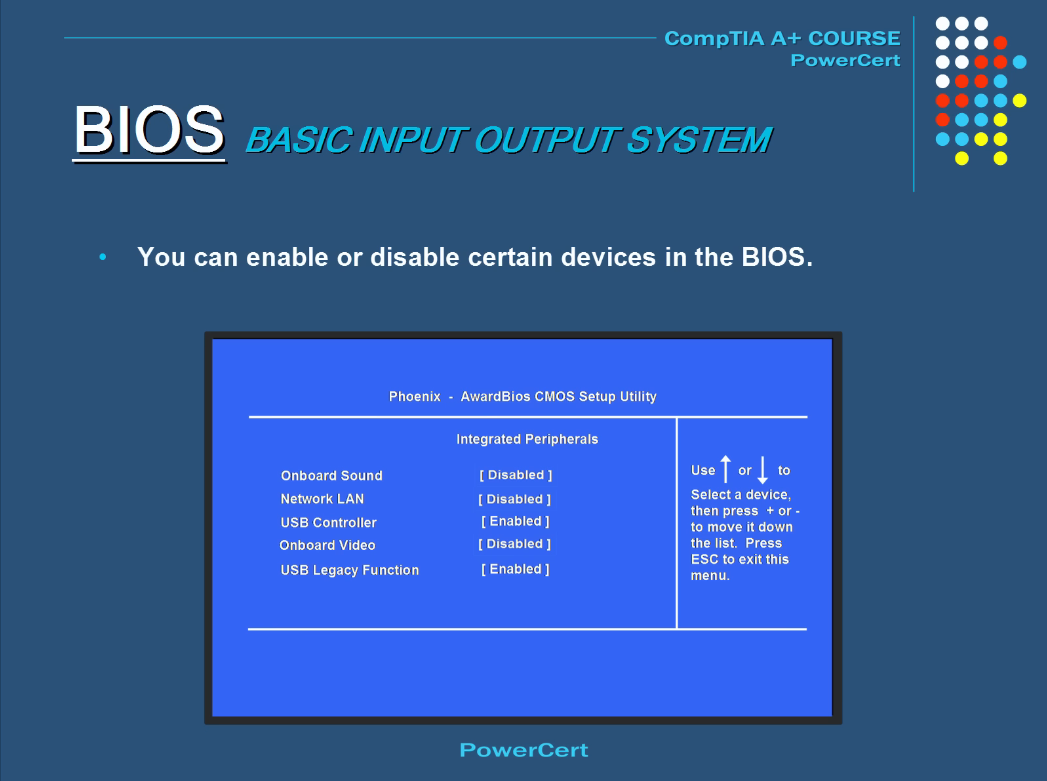 CompTIA A+ COURSE
PowerCert
BIOS BASIC INPUT OUTPUT SYSTEM
• You can enable or disable certain devices in the BIOS.
Phoenix - AwardBios CMOS Setup Utility
Integrated Peripherals
Onboard Sound [ Disabled ]
Network LAN [ Disabled ]
USB Controller [ Enabled ]
Onboard Video [ Disabled ]
USB Legacy Function [ Enabled ]
Use ↑ or ↓ to
Select a device,
then press + or -
to move it down
the list. Press
ESC to exit this
menu.
PowerCert